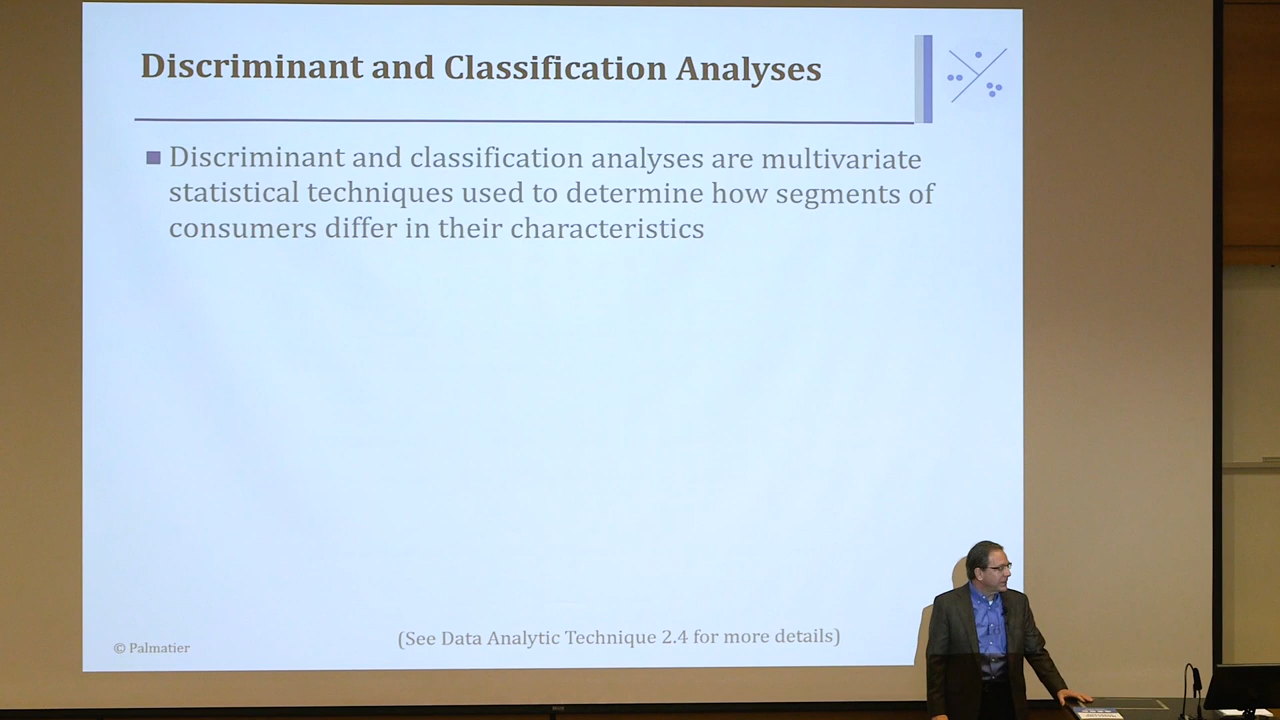 Discriminant and Classification Analyses
Discriminant and classification analyses are multivariate
statistical techniques used to determine how segments of
consumers differ in their characteristics
(See Data Analytic Technique 2.4 for more details)
© Palmatier